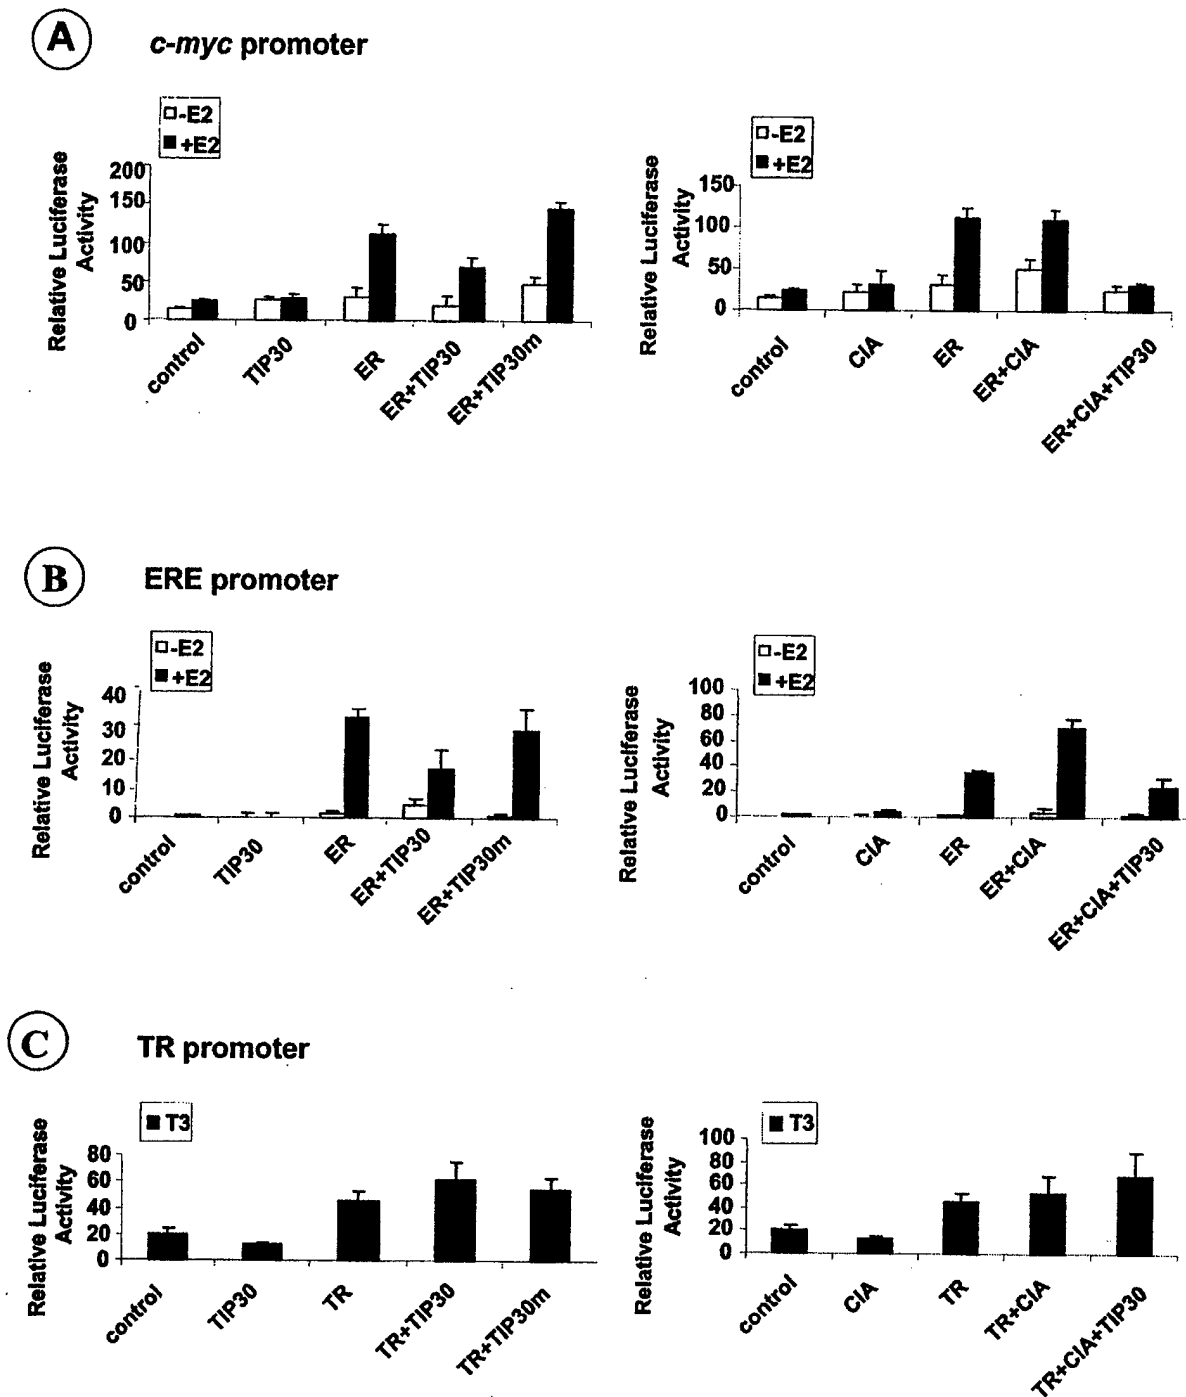 A
c-myc promoter
-E2
+E2
Relative Luciferase
Activity
200
150
100
50
0
control
TIP30
ER
ER+TIP30
ER+TIP30m
-E2
+E2
Relative Luciferase
Activity
150
100
50
0
control
CIA
ER
ER+CIA
ER+CIA+TIP30
B
ERE promoter
-E2
+E2
Relative Luciferase
Activity
40
30
20
10
0
control
TIP30
ER
ER+TIP30
ER+TIP30m
-E2
+E2
Relative Luciferase
Activity
100
80
60
40
20
0
control
CIA
ER
ER+CIA
ER+CIA+TIP30
C
TR promoter
T3
Relative Luciferase
Activity
80
60
40
20
0
control
TIP30
TR
TR+TIP30
TR+TIP30m
T3
Relative Luciferase
Activity
100
80
60
40
20
0
control
CIA
TR
TR+CIA
TR+CIA+TIP30